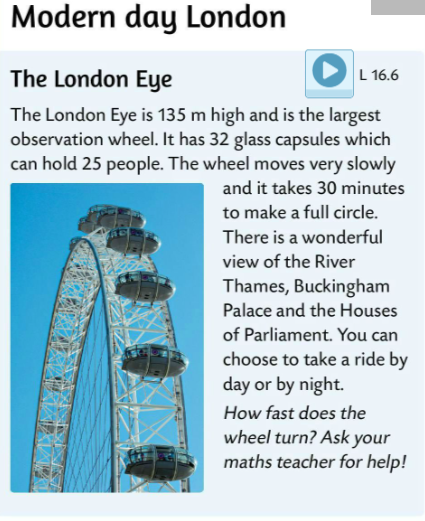 Modern day London
The London Eye
L 16.6
The London Eye is 135 m high and is the largest
observation wheel. It has 32 glass capsules which
can hold 25 people. The wheel moves very slowly
and it takes 30 minutes
to make a full circle.
There is a wonderful
view of the River
Thames, Buckingham
Palace and the Houses
of Parliament. You can
choose to take a ride by
day or by night.
How fast does the
wheel turn? Ask your
maths teacher for help!